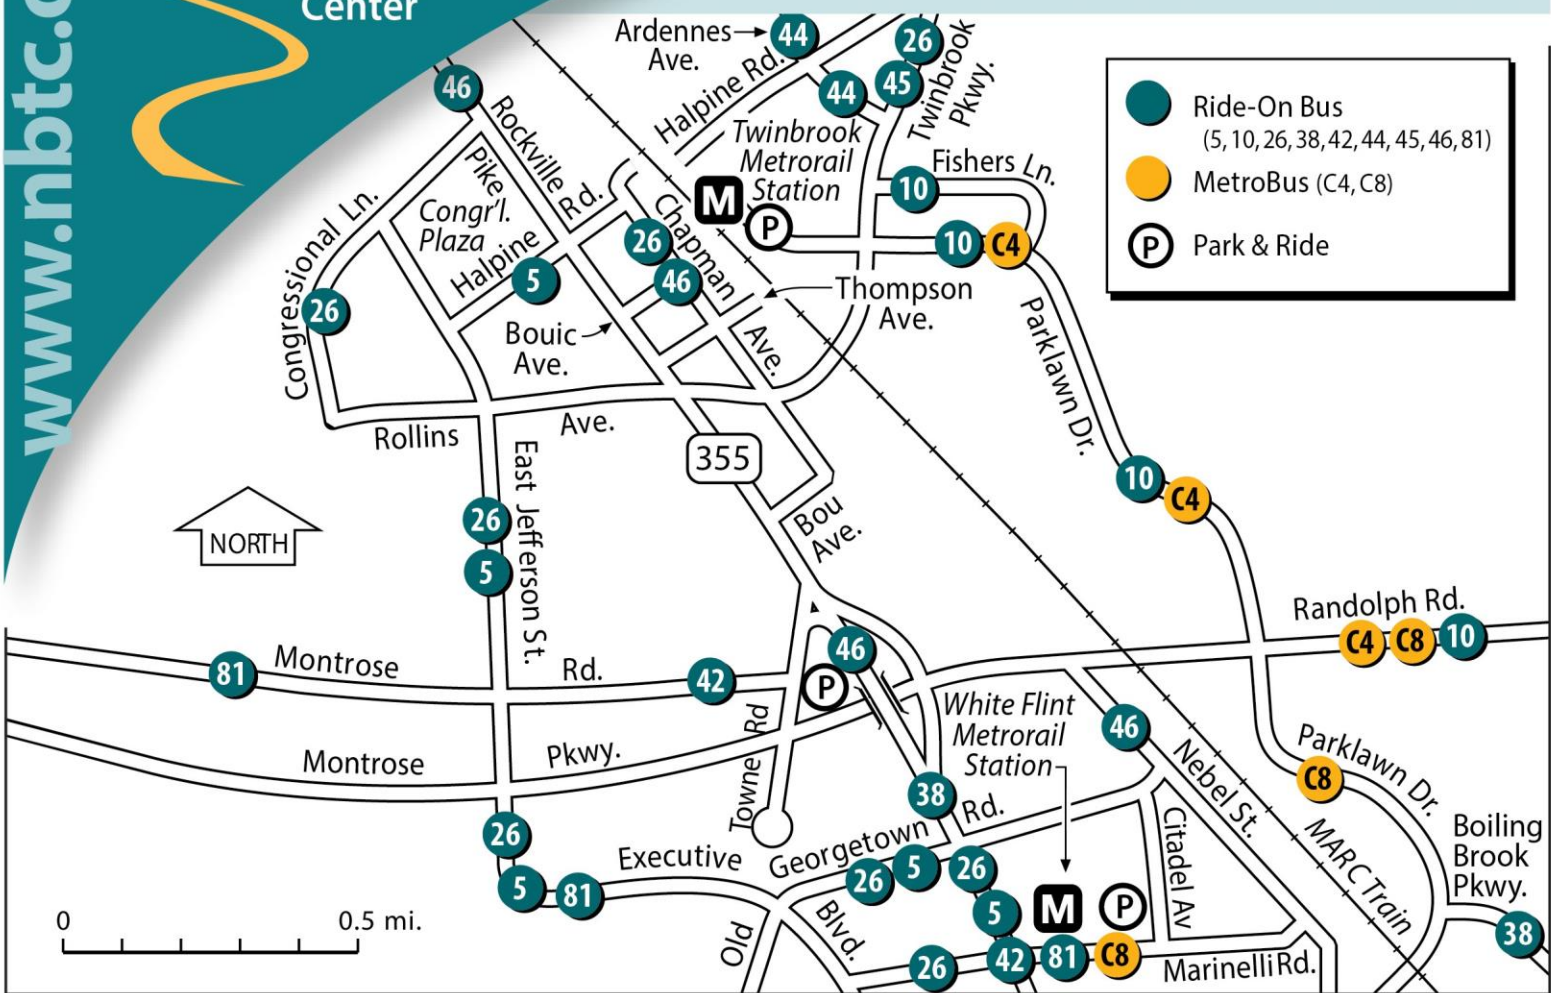 Center
www.nbtc.o
Ardennes
Ave.
44
26
Twinbrook
Pkwy.
46
Halpine Rd.
44
45
Ride-On Bus
(5, 10, 26, 38, 42, 44, 45, 46, 81)
MetroBus (C4, C8)
P Park & Ride
Rockville
Pike
Twinbrook
Metrorail
Station
M
P
Fishers Ln.
10
10
C4
Congressional Ln.
Congr'l.
Plaza
Halpine
Rd.
5
26
46
Chapman
Ave.
26
Bouic
Ave.
Thompson
Ave.
Parklawn Dr.
Rollins
Ave.
355
10
C4
Bou
Ave.
NORTH
26
5
East Jefferson St.
Randolph Rd.
C4
C8
10
81
Montrose
Rd.
42
46
P
White Flint
Metrorail
Station
46
Nebel St.
Montrose
Pkwy.
Towne Rd
38
Parklawn Dr.
C8
MARC Train
Boiling
Brook
Pkwy.
38
26
5
81
Executive
Blvd.
Old
Georgetown
Rd.
26
5
26
5
M
P
Citadel Av
26
42
81
C8
Marinelli Rd.
0
0.5 mi.